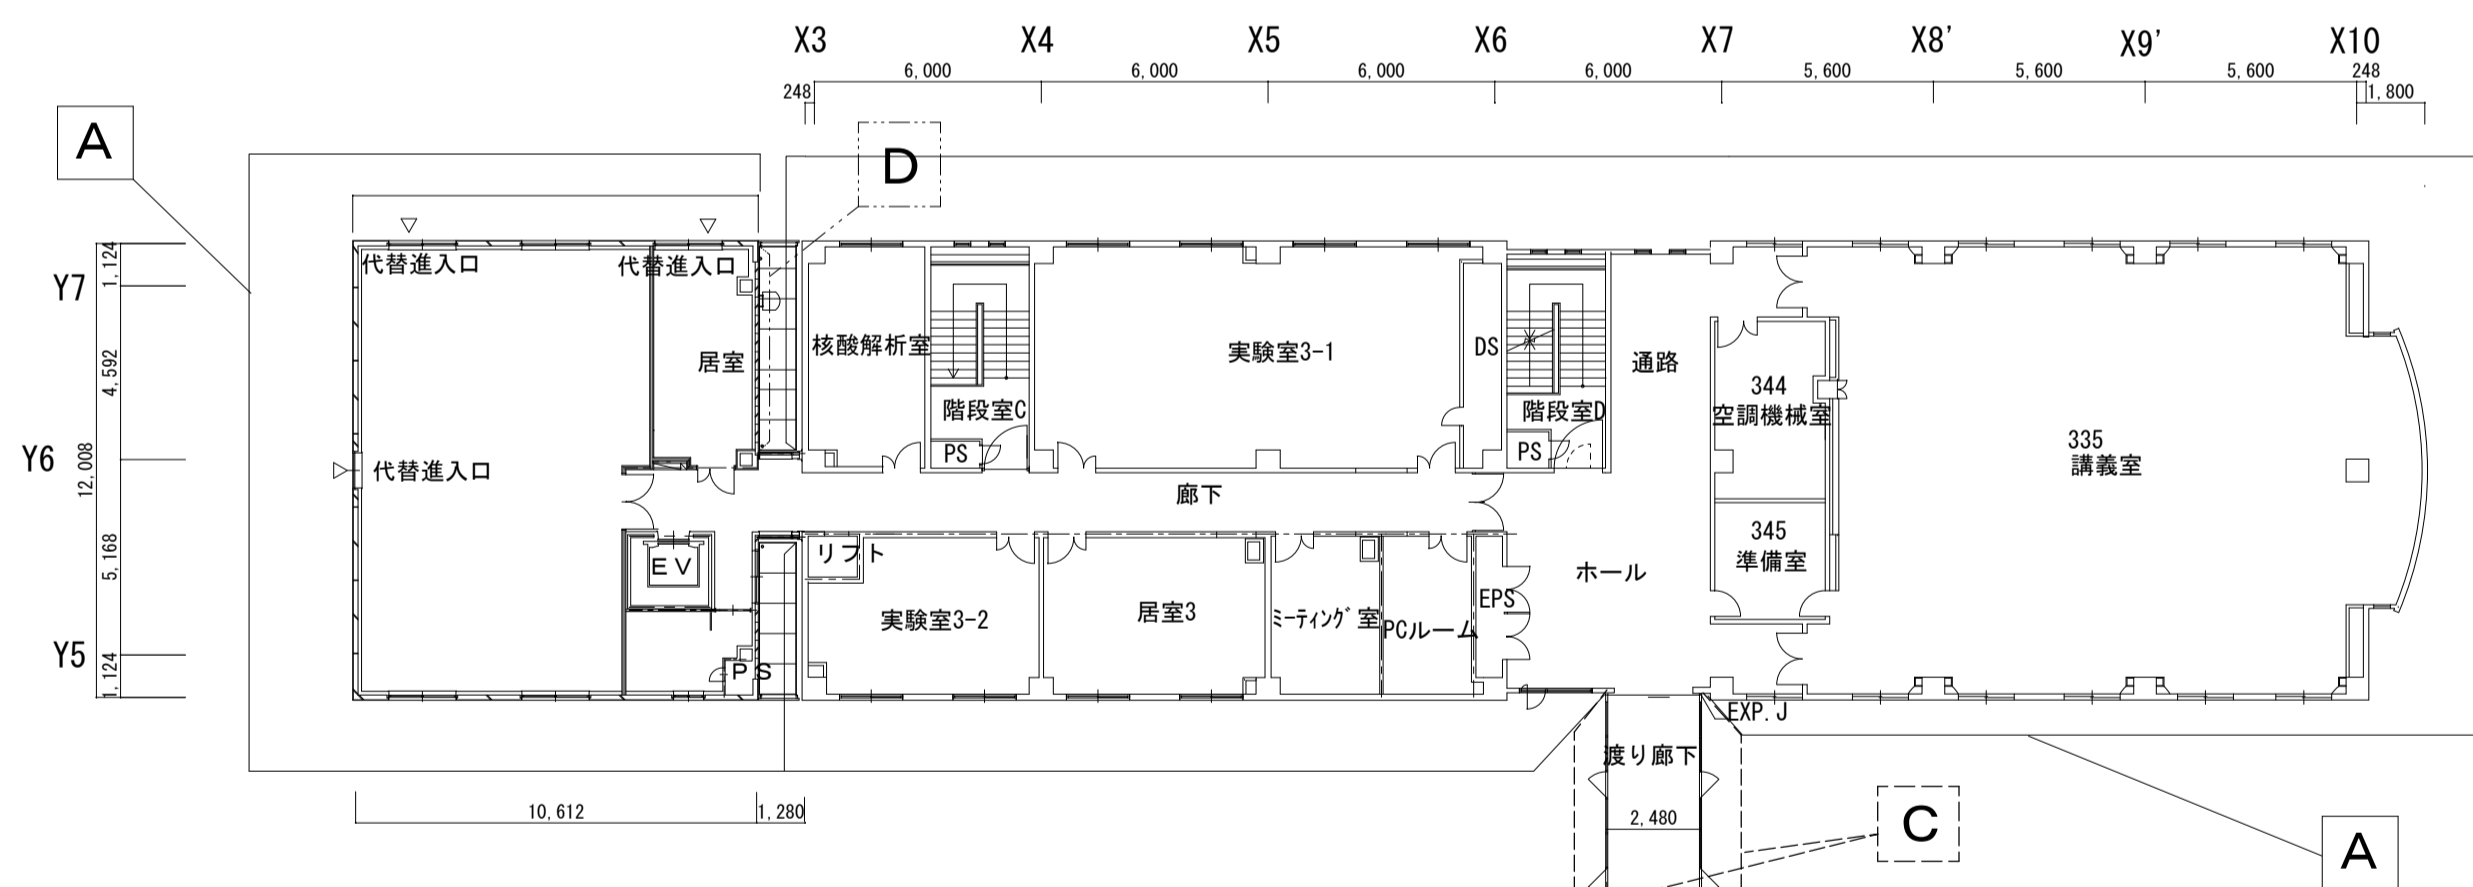 X3
X4
X5
X6
X7
X8'
X9'
X10
6,000
6,000
6,000
6,000
5,600
5,600
5,600
248
248
1,800
A
D
代替進入口
代替進入口
Y7
1,124
4,592
核酸解析室
実験室3-1
DS
通路
居室
344
空調機械室
階段室C
階段室D
PS
PS
335
講義室
Y6
12,008
代替進入口
廊下
345
準備室
5,168
リフト
EV
ホール
EPS
実験室3-2
居室3
ミーティング室
PCルーム
Y5
1,124
PS
EXP.J
渡り廊下
10,612
1,280
2,480
C
A